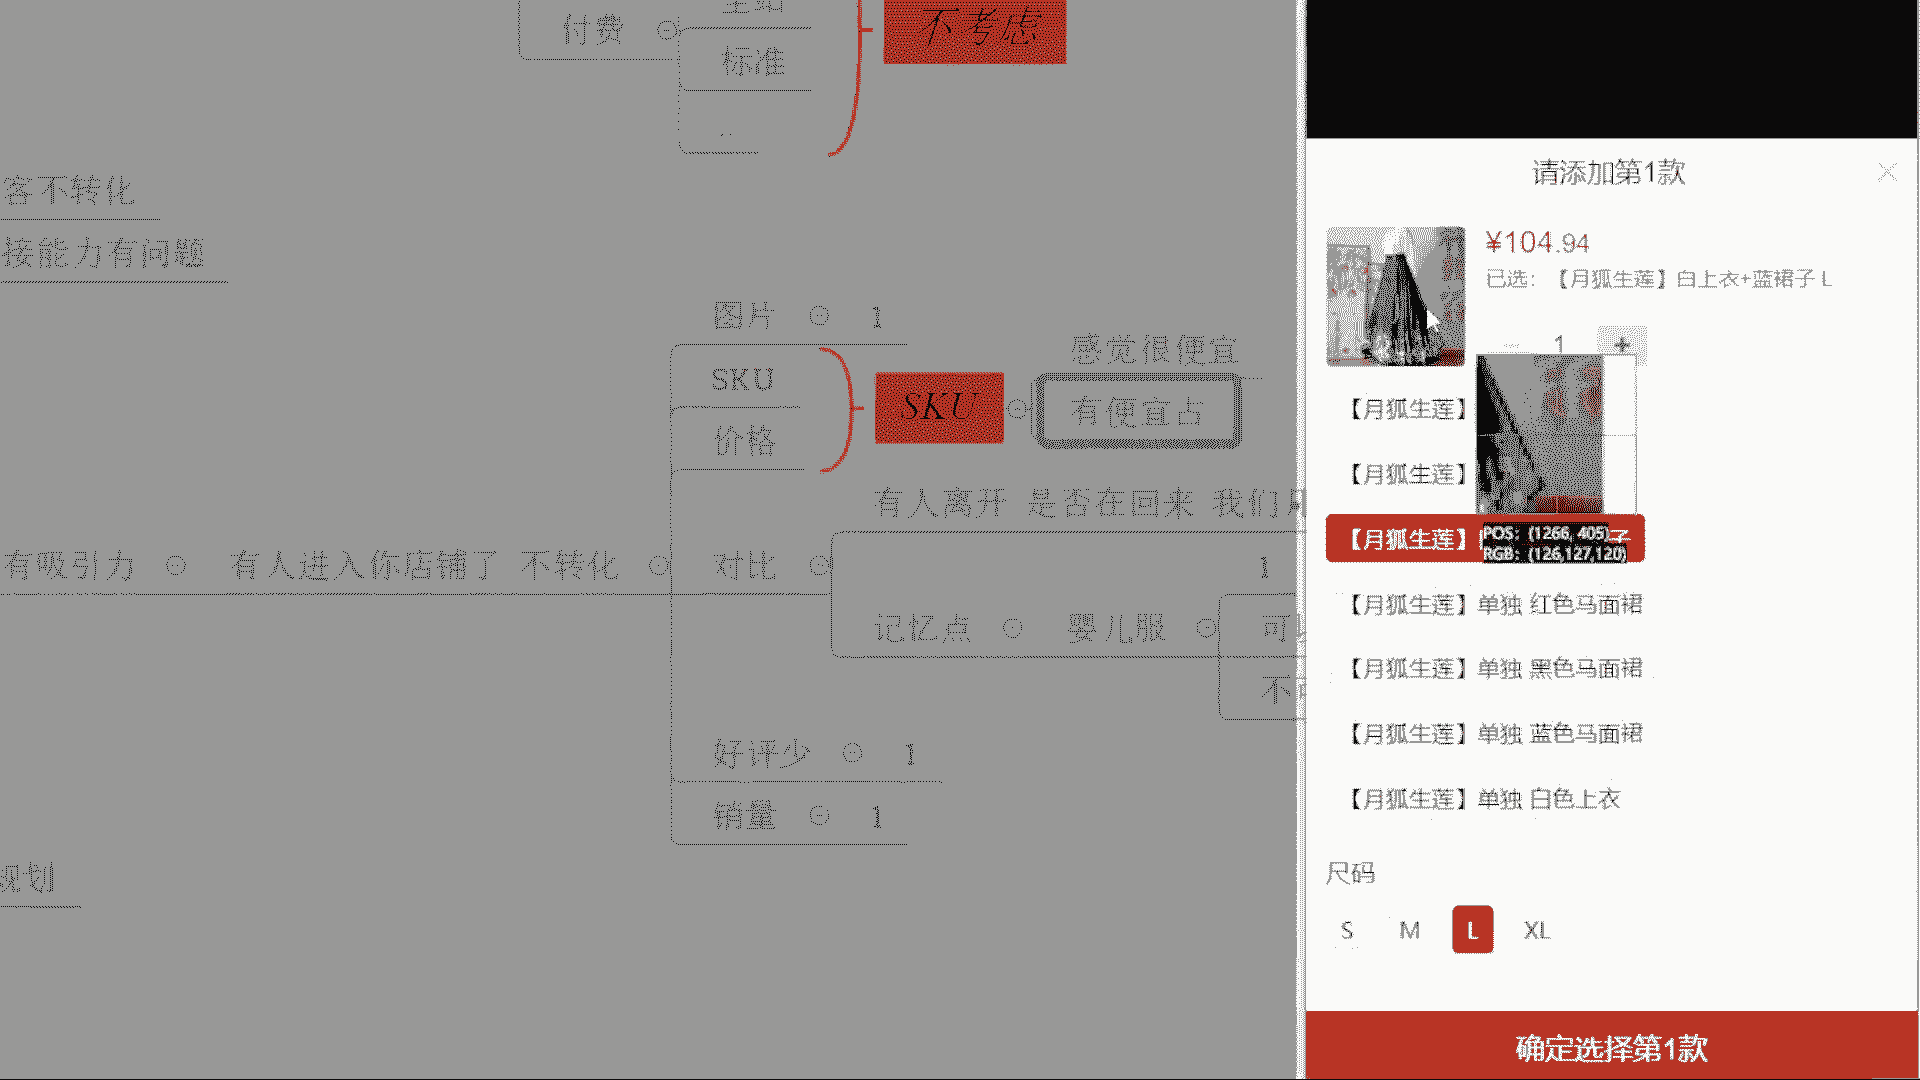 付费
标准
..
不考虑
客不转化
接能力有问题
图片 1
SKU
价格
SKU
感觉很便宜
有便宜占
有人离开 是否在回来 我们
有吸引力
有人进入你店铺了 不转化
对比
1
记忆点
婴儿服
可
不
好评少 1
销量 1
规划
请添加第1款
¥104.94
已选: 【月狐生莲】白上衣+蓝裙子 L
1 +
【月狐生莲】
【月狐生莲】
【月狐生莲】
子
POS: (1266, 405)
RGB: (126,127,120)
【月狐生莲】单独 红色马面裙
【月狐生莲】单独 黑色马面裙
【月狐生莲】单独 蓝色马面裙
【月狐生莲】单独 白色上衣
尺码
S M L XL
确定选择第1款